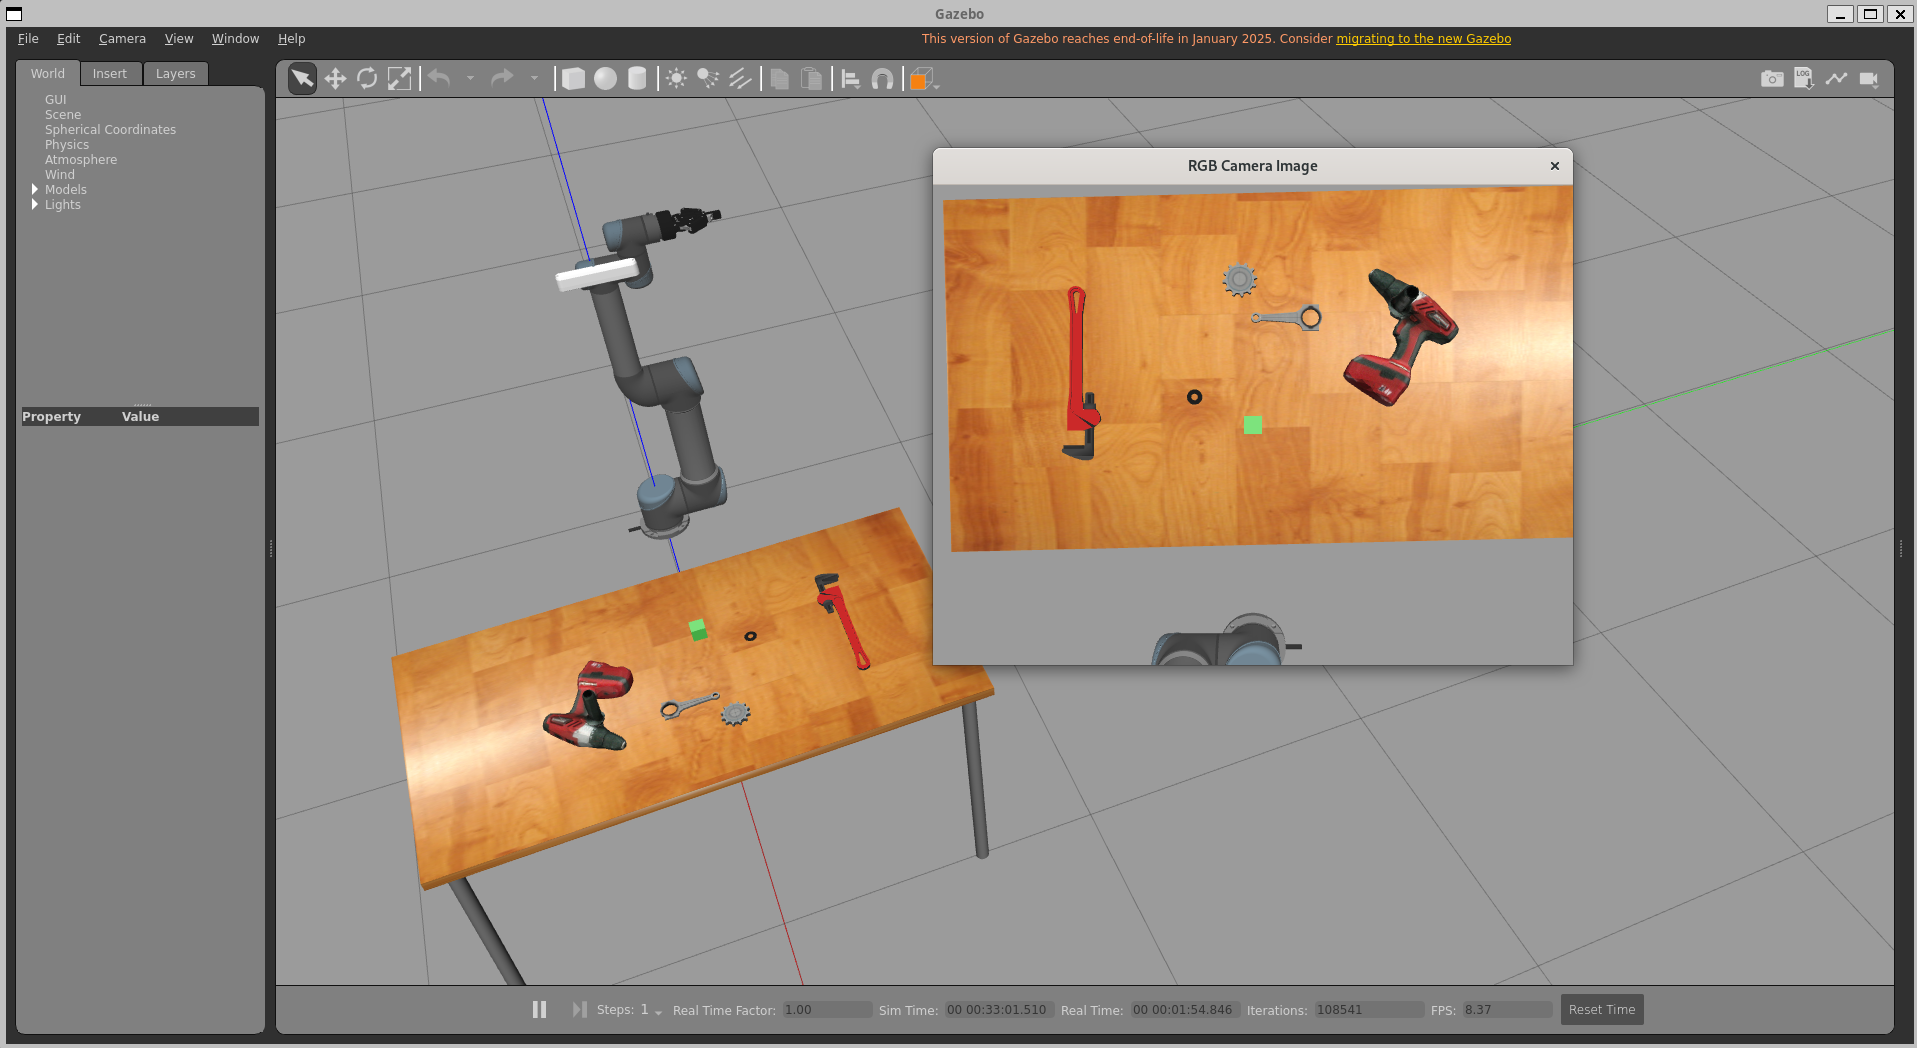 Gazebo
File Edit Camera View Window Help
This version of Gazebo reaches end-of-life in January 2025. Consider migrating to the new Gazebo
World Insert Layers
LOG
GUI
Scene
Spherical Coordinates
Physics
Atmosphere
Wind
Models
Lights
Property Value
RGB Camera Image
Steps: 1 Real Time Factor: 1.00 Sim Time: 00 00:33:01.510 Real Time: 00 00:01:54.846 Iterations: 108541 FPS: 8.37 Reset Time